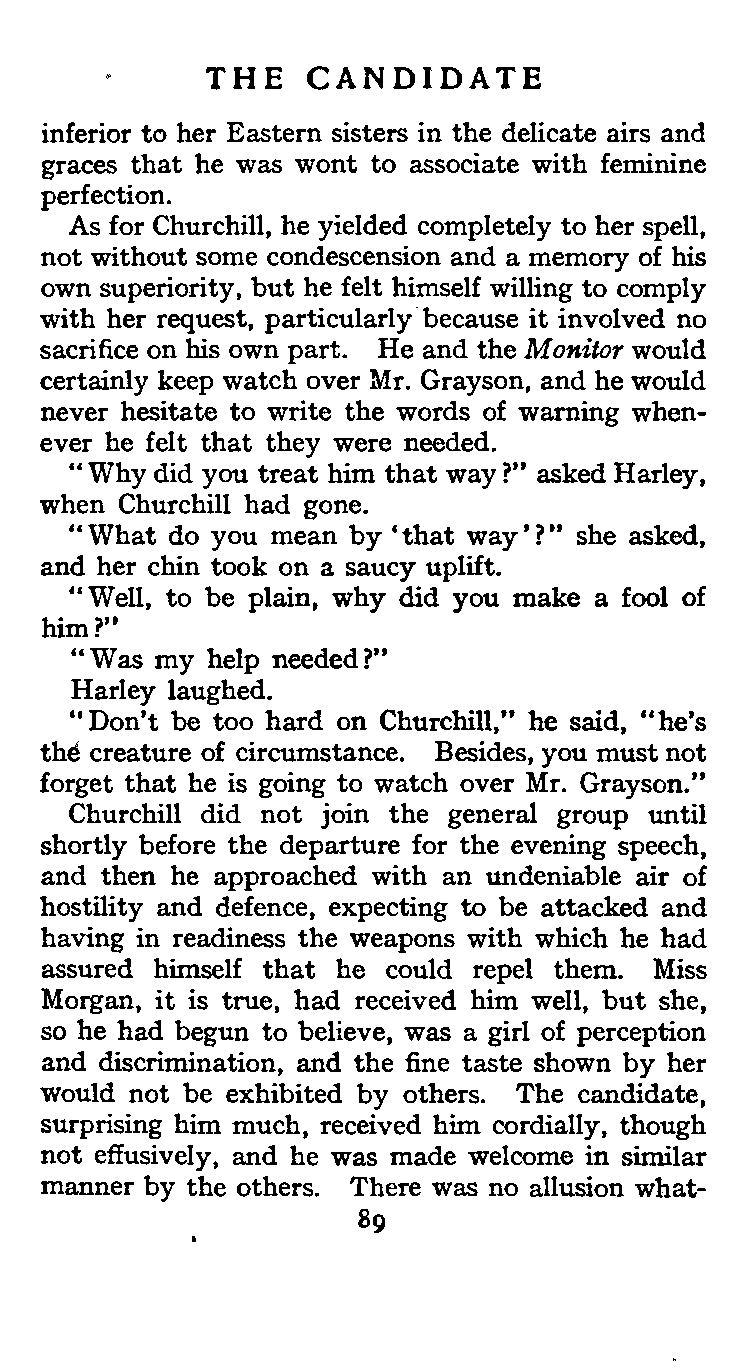 THE CANDIDATE
inferior to her Eastern sisters in the delicate airs and
graces that he was wont to associate with feminine
perfection.
As for Churchill, he yielded completely to her spell,
not without some condescension and a memory of his
own superiority, but he felt himself willing to comply
with her request, particularly because it involved no
sacrifice on his own part. He and the Monitor would
certainly keep watch over Mr. Grayson, and he would
never hesitate to write the words of warning when-
ever he felt that they were needed.
"Why did you treat him that way?" asked Harley,
when Churchill had gone.
"What do you mean by 'that way'?" she asked,
and her chin took on a saucy uplift.
"Well, to be plain, why did you make a fool of
him?"
"Was my help needed?"
Harley laughed.
"Don't be too hard on Churchill," he said, "he's
the creature of circumstance. Besides, you must not
forget that he is going to watch over Mr. Grayson."
Churchill did not join the general group until
shortly before the departure for the evening speech,
and then he approached with an undeniable air of
hostility and defence, expecting to be attacked and
having in readiness the weapons with which he had
assured himself that he could repel them. Miss
Morgan, it is true, had received him well, but she,
so he had begun to believe, was a girl of perception
and discrimination, and the fine taste shown by her
would not be exhibited by others. The candidate,
surprising him much, received him cordially, though
not effusively, and he was made welcome in similar
manner by the others. There was no allusion what-
89